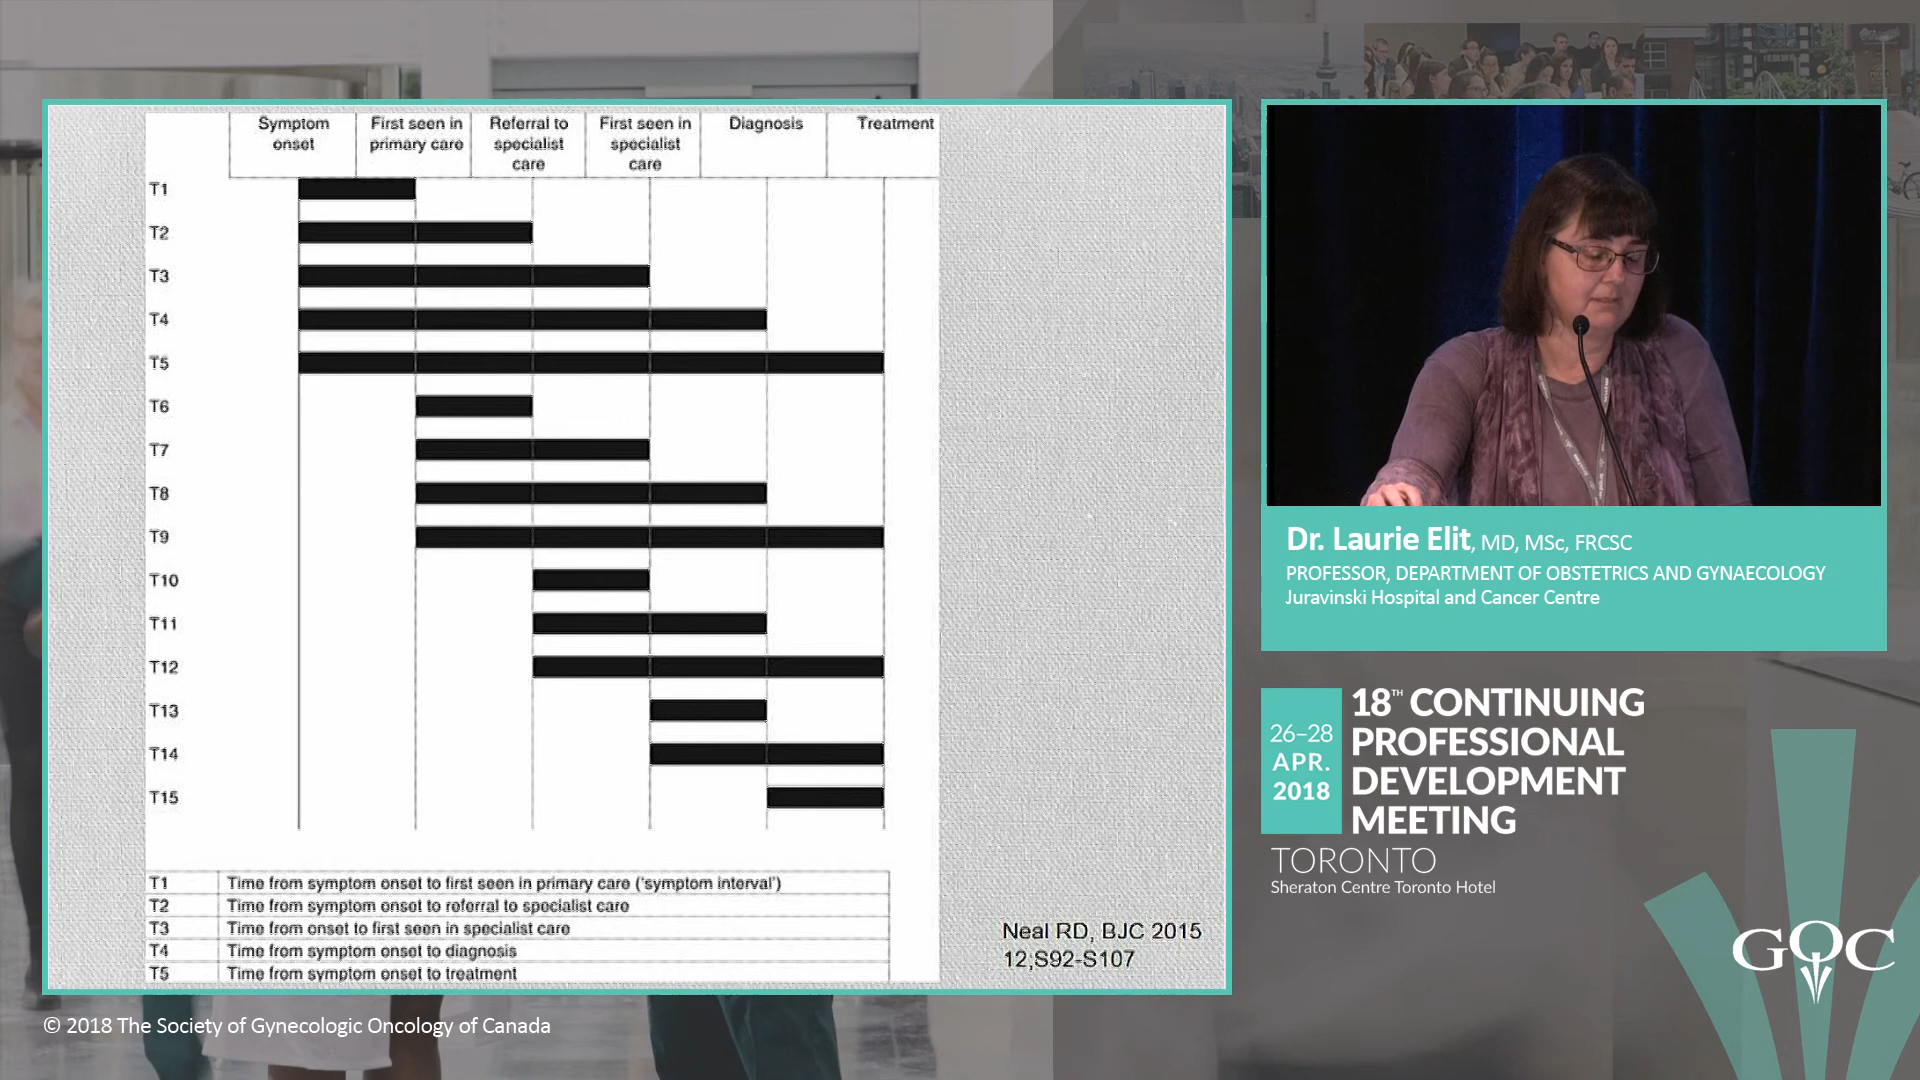 Symptom onset
First seen in primary care
Referral to specialist care
First seen in specialist care
Diagnosis
Treatment
T1
T2
T3
T4
T5
T6
T7
T8
T9
T10
T11
T12
T13
T14
T15
T1 Time from symptom onset to first seen in primary care ('symptom interval')
T2 Time from symptom onset to referral to specialist care
T3 Time from onset to first seen in specialist care
T4 Time from symptom onset to diagnosis
T5 Time from symptom onset to treatment
Neal RD, BJC 2015
12;S92-S107
Dr. Laurie Elit, MD, MSc, FRCSC
PROFESSOR, DEPARTMENT OF OBSTETRICS AND GYNAECOLOGY
Juravinski Hospital and Cancer Centre
26–28
APR.
2018
18TH CONTINUING
PROFESSIONAL
DEVELOPMENT
MEETING
TORONTO
Sheraton Centre Toronto Hotel
GOC
© 2018 The Society of Gynecologic Oncology of Canada